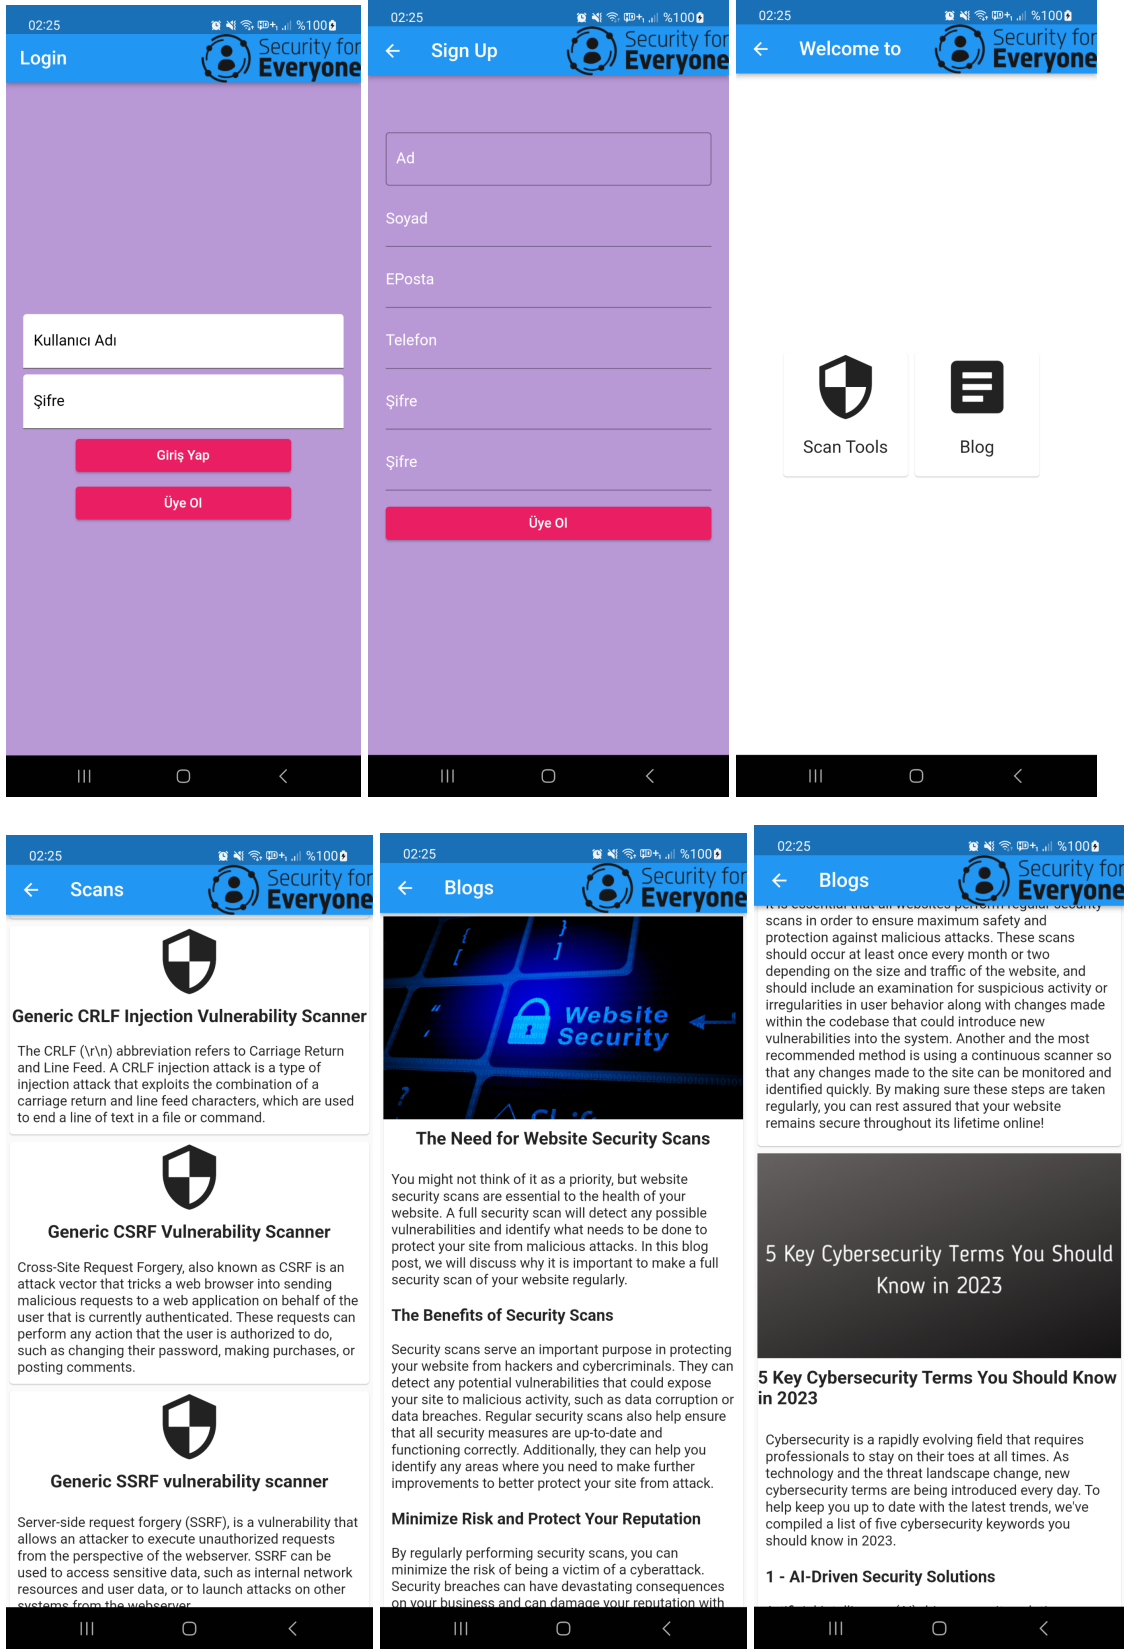 02:25
%100
Login
Security for
Everyone
Kullanıcı Adı
Şifre
Giriş Yap
Üye Ol
02:25
%100
Sign Up
Security for
Everyone
Ad
Soyad
EPosta
Telefon
Şifre
Şifre
Üye Ol
02:25
%100
Welcome to
Security for
Everyone
Scan Tools
Blog
02:25
%100
Scans
Security for
Everyone
Generic CRLF Injection Vulnerability Scanner
The CRLF (\r\n) abbreviation refers to Carriage Return
and Line Feed. A CRLF injection attack is a type of
injection attack that exploits the combination of a
carriage return and line feed characters, which are used
to end a line of text in a file or command.
Generic CSRF Vulnerability Scanner
Cross-Site Request Forgery, also known as CSRF is an
attack vector that tricks a web browser into sending
malicious requests to a web application on behalf of the
user that is currently authenticated. These requests can
perform any action that the user is authorized to do,
such as changing their password, making purchases, or
posting comments.
Generic SSRF vulnerability scanner
Server-side request forgery (SSRF), is a vulnerability that
allows an attacker to execute unauthorized requests
from the perspective of the webserver. SSRF can be
used to access sensitive data, such as internal network
resources and user data, or to launch attacks on other
systems from the webserver
02:25
%100
Blogs
Security for
Everyone
Website
Security
The Need for Website Security Scans
You might not think of it as a priority, but website
security scans are essential to the health of your
website. A full security scan will detect any possible
vulnerabilities and identify what needs to be done to
protect your site from malicious attacks. In this blog
post, we will discuss why it is important to make a full
security scan of your website regularly.
The Benefits of Security Scans
Security scans serve an important purpose in protecting
your website from hackers and cybercriminals. They can
detect any potential vulnerabilities that could expose
your site to malicious activity, such as data corruption or
data breaches. Regular security scans also help ensure
that all security measures are up-to-date and
functioning correctly. Additionally, they can help you
identify any areas where you need to make further
improvements to better protect your site from attack.
Minimize Risk and Protect Your Reputation
By regularly performing security scans, you can
minimize the risk of being a victim of a cyberattack.
Security breaches can have devastating consequences
on your business and can damage your reputation with
02:25
%100
Blogs
Security for
Everyone
It is essential that all websites perform regular security
scans in order to ensure maximum safety and
protection against malicious attacks. These scans
should occur at least once every month or two
depending on the size and traffic of the website, and
should include an examination for suspicious activity or
irregularities in user behavior along with changes made
within the codebase that could introduce new
vulnerabilities into the system. Another and the most
recommended method is using a continuous scanner so
that any changes made to the site can be monitored and
identified quickly. By making sure these steps are taken
regularly, you can rest assured that your website
remains secure throughout its lifetime online!
5 Key Cybersecurity Terms You Should
Know in 2023
5 Key Cybersecurity Terms You Should Know
in 2023
Cybersecurity is a rapidly evolving field that requires
professionals to stay on their toes at all times. As
technology and the threat landscape change, new
cybersecurity terms are being introduced every day. To
help keep you up to date with the latest trends, we've
compiled a list of five cybersecurity keywords you
should know in 2023.
1 - AI-Driven Security Solutions